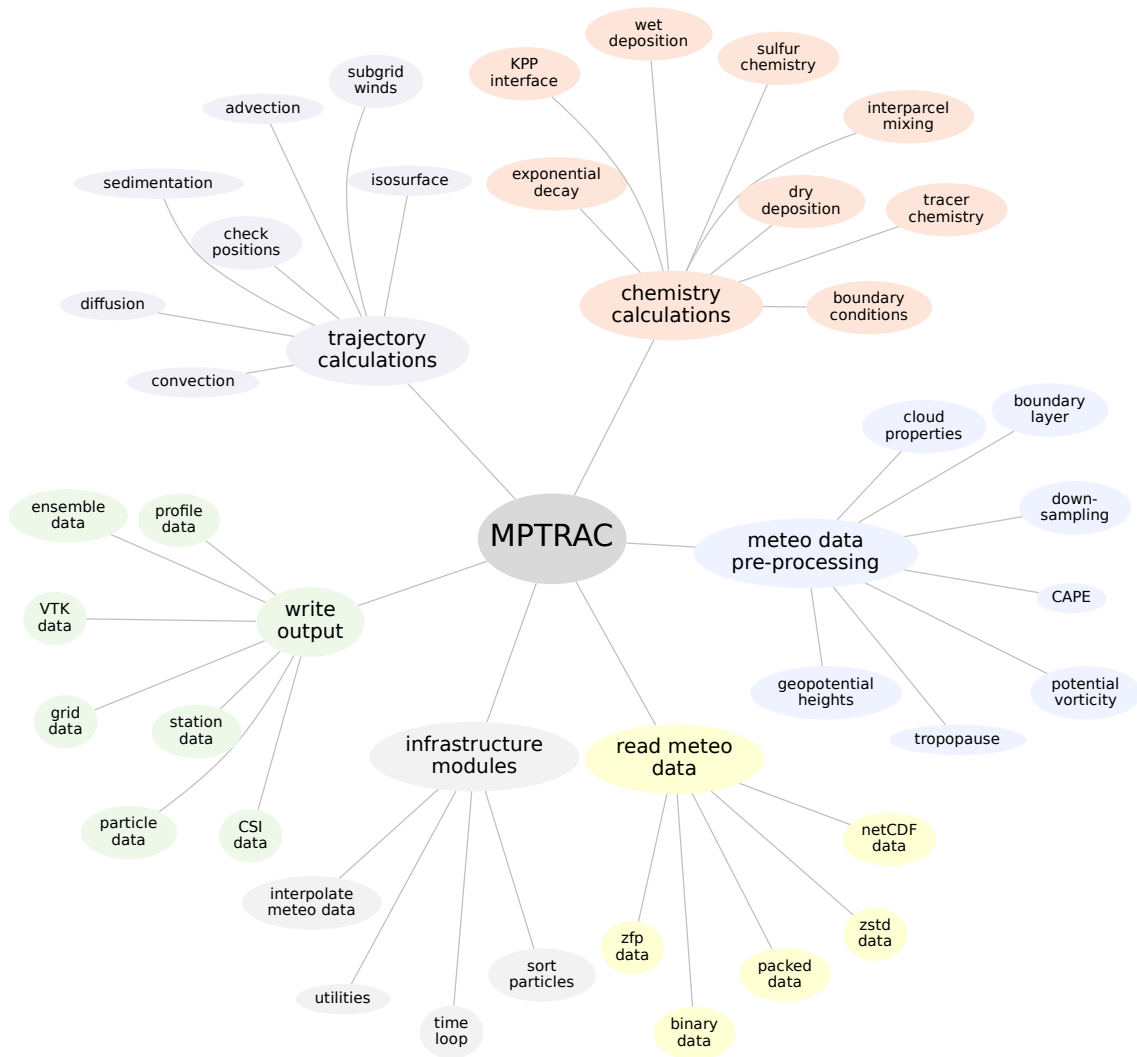 wet
deposition
subgrid
winds
KPP
interface
sulfur
chemistry
advection
interparcel
mixing
sedimentation
isosurface
exponential
decay
dry
deposition
tracer
chemistry
check
positions
diffusion
chemistry
calculations
boundary
conditions
trajectory
calculations
convection
cloud
properties
boundary
layer
ensemble
data
profile
data
down-
sampling
MPTRAC
meteo data
pre-processing
CAPE
VTK
data
write
output
geopotential
heights
potential
vorticity
grid
data
station
data
tropopause
infrastructure
modules
read meteo
data
particle
data
CSI
data
netCDF
data
interpolate
meteo data
zfp
data
zstd
data
sort
particles
packed
data
utilities
time
loop
binary
data